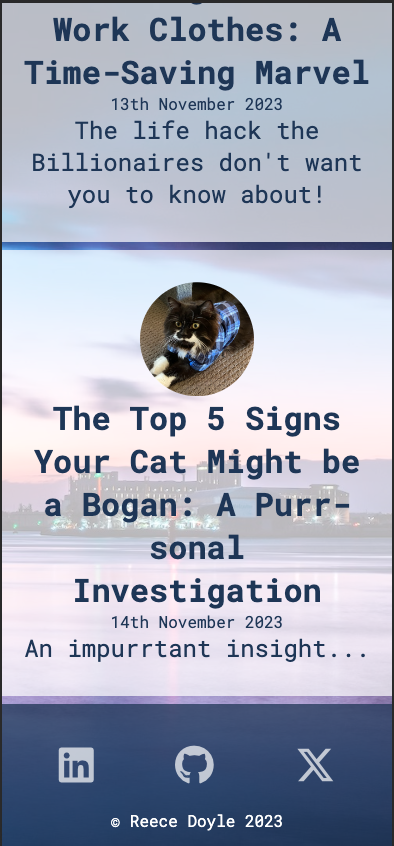 Work Clothes: A
Time-Saving Marvel
13th November 2023
The life hack the
Billionaires don't want
you to know about!
The Top 5 Signs
Your Cat Might be
a Bogan: A Purr-
sonal
Investigation
14th November 2023
An impurrtant insight...
in
X
© Reece Doyle 2023